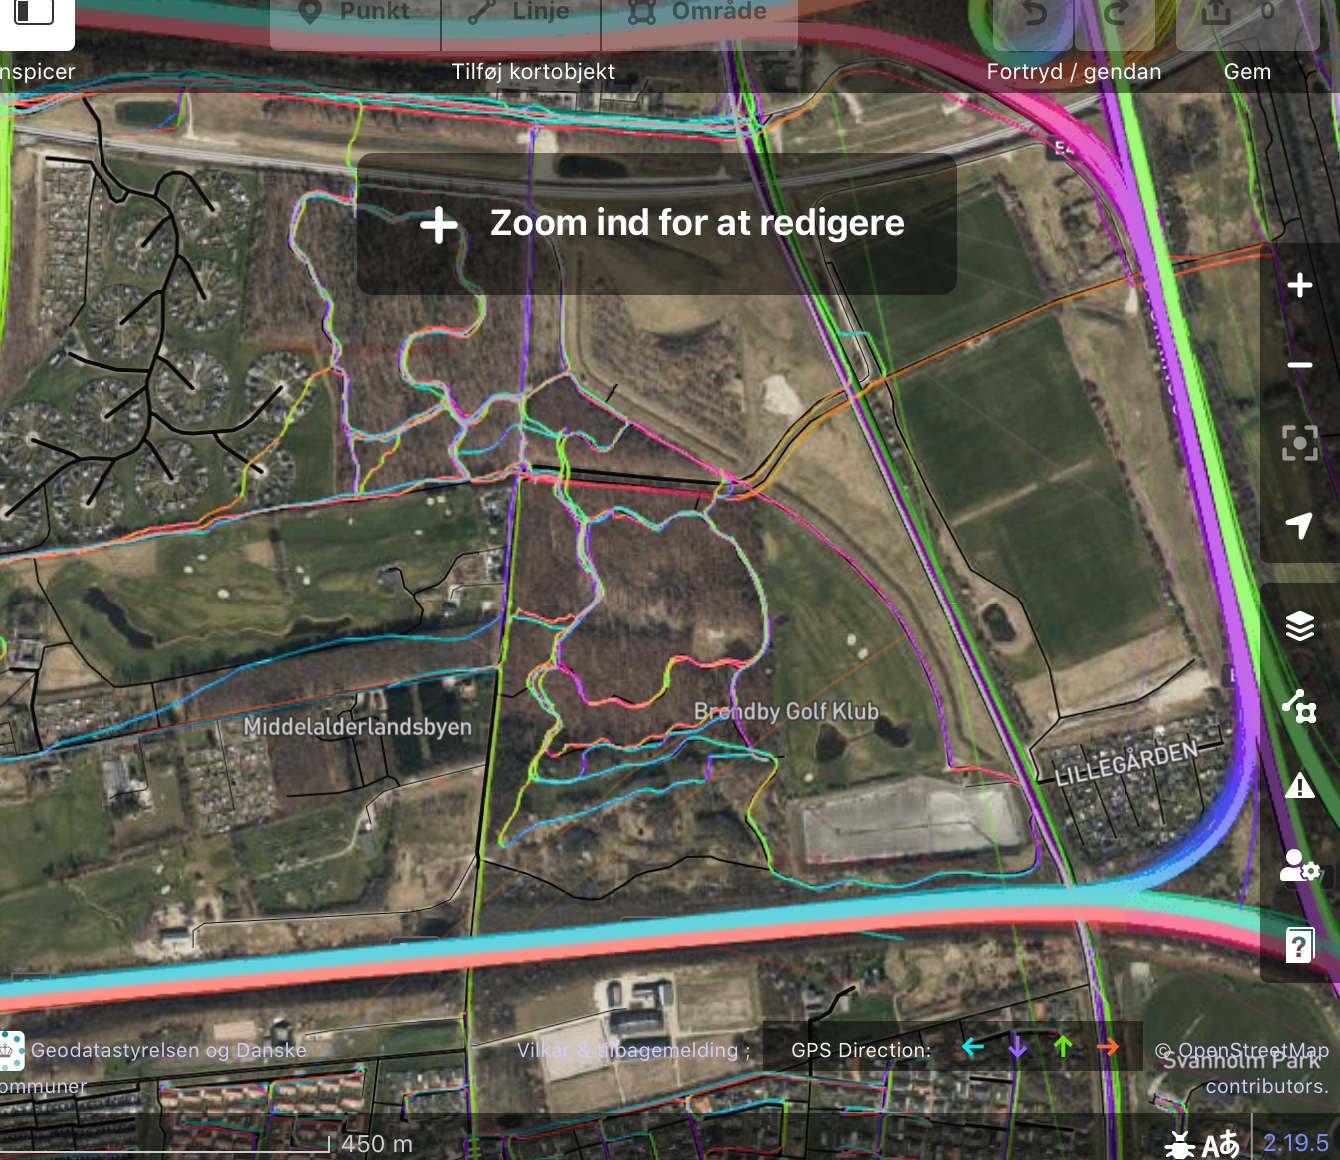 Punkt
Linje
Område
0
nspicer
Tilføj kortobjekt
Fortryd / gendan
Gem
Zoom ind for at redigere
Middelalderlandsbyen
Brøndby Golf Klub
LILLEGÅRDEN
Geodatastyrelsen og Danske
ommuner
Vilkår & tilbagemelding ;
GPS Direction: ← ↓ ↑ →
© OpenStreetMap
contributors.
Svanholm Park
450 m
2.19.5